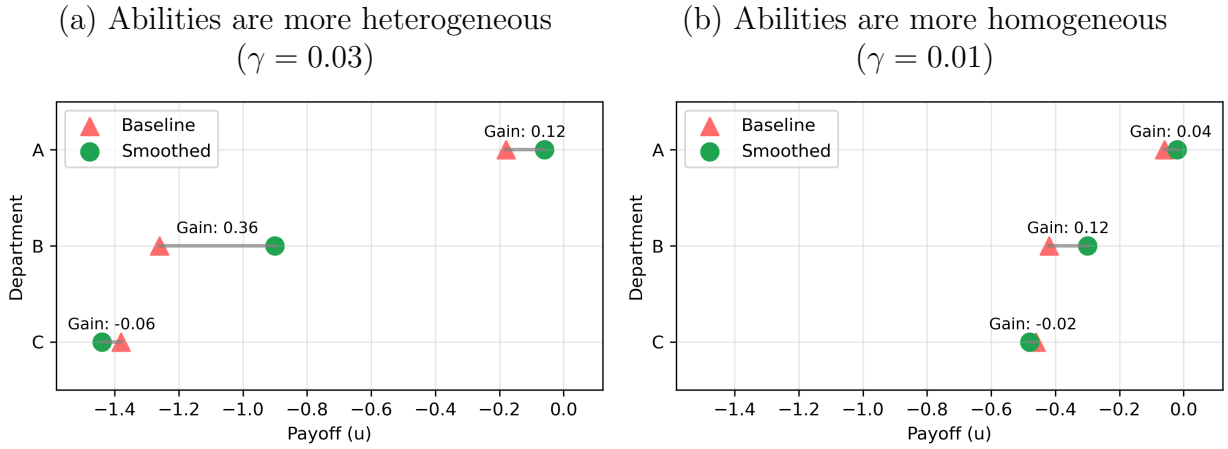 (a) Abilities are more heterogeneous
(γ = 0.03)
Baseline
Smoothed
A
B
C
Department
Gain: 0.12
Gain: 0.36
Gain: -0.06
−1.4 −1.2 −1.0 −0.8 −0.6 −0.4 −0.2 0.0
Payoff (u)
(b) Abilities are more homogeneous
(γ = 0.01)
Baseline
Smoothed
A
B
C
Department
Gain: 0.04
Gain: 0.12
Gain: -0.02
−1.4 −1.2 −1.0 −0.8 −0.6 −0.4 −0.2 0.0
Payoff (u)